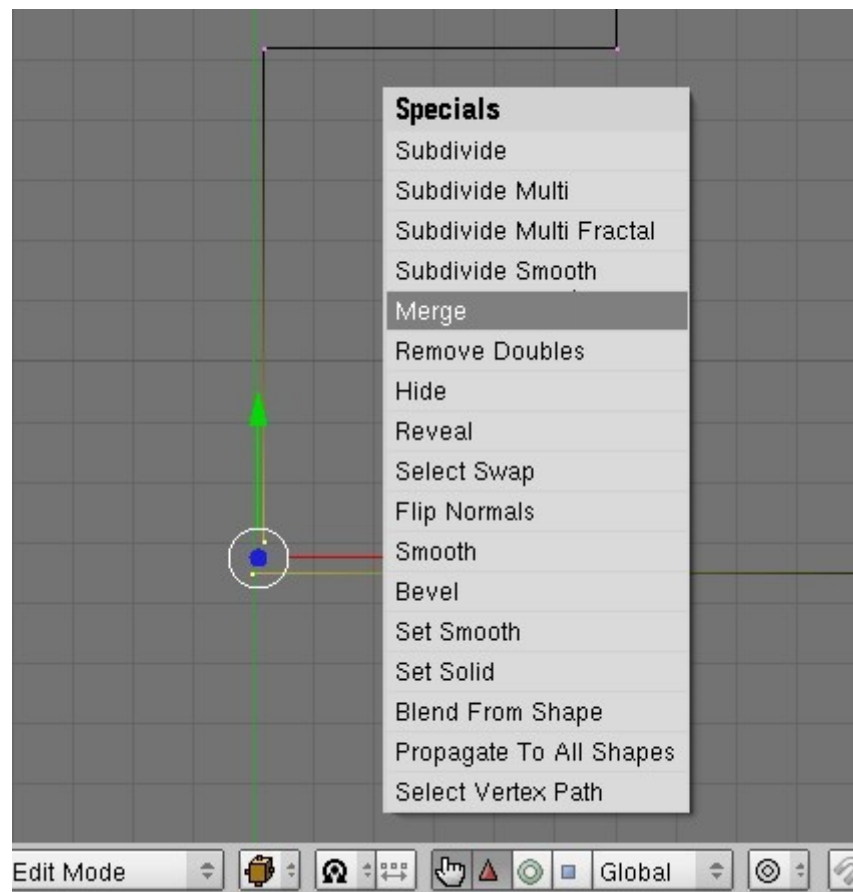 Specials
Subdivide
Subdivide Multi
Subdivide Multi Fractal
Subdivide Smooth
Merge
Remove Doubles
Hide
Reveal
Select Swap
Flip Normals
Smooth
Bevel
Set Smooth
Set Solid
Blend From Shape
Propagate To All Shapes
Select Vertex Path
Edit Mode Global